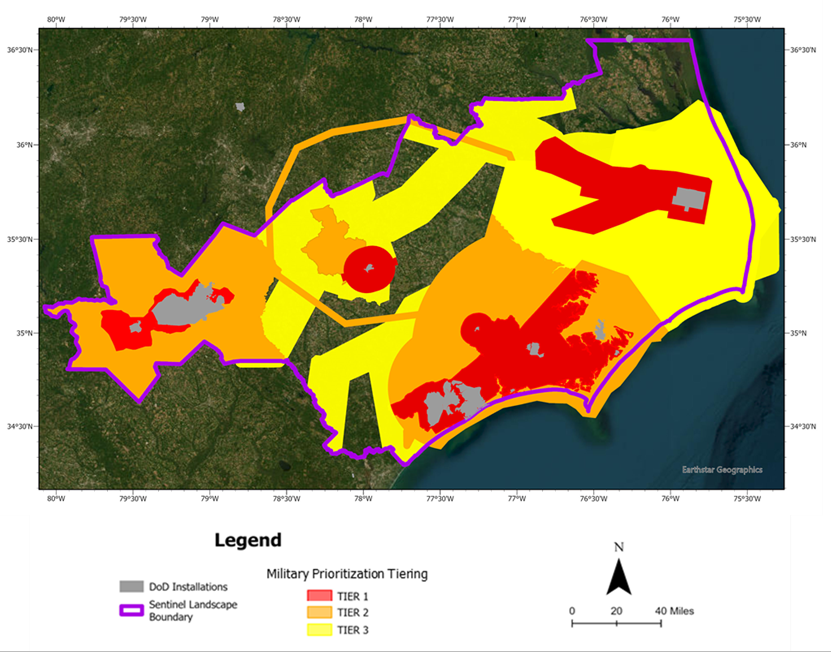 80°W 79°30'W 79°W 78°30'W 78°W 77°30'W 77°W 76°30'W 76°W 75°30'W
36°30'N 36°30'N
36°N 36°N
35°30'N 35°30'N
35°N 35°N
34°30'N 34°30'N
Earthstar Geographics
80°W 79°30'W 79°W 78°30'W 78°W 77°30'W 77°W 76°30'W 76°W 75°30'W
Legend
DoD Installations
Sentinel Landscape
Boundary
Military Prioritization Tiering
TIER 1
TIER 2
TIER 3
N
0 20 40 Miles